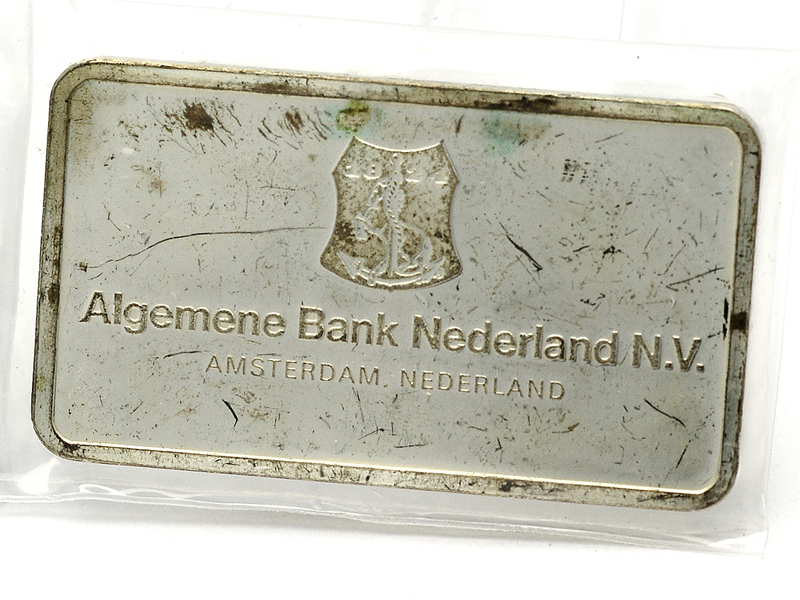 1824
Algemene Bank Nederland N.V.
AMSTERDAM. NEDERLAND